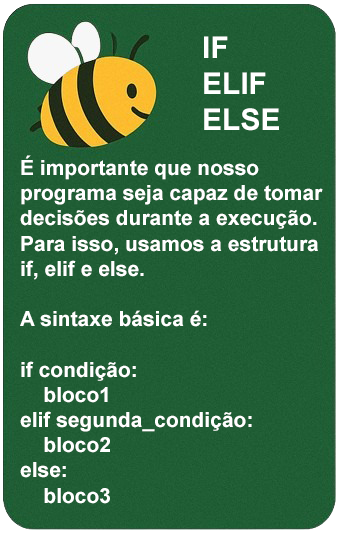 IF
ELIF
ELSE
É importante que nosso
programa seja capaz de tomar
decisões durante a execução.
Para isso, usamos a estrutura
if, elif e else.
A sintaxe básica é:
if condição:
    bloco1
elif segunda_condição:
    bloco2
else:
    bloco3